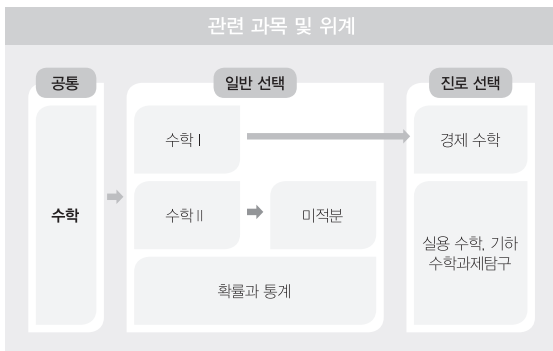 관련 과목 및 위계
공통
일반 선택
진로 선택
수학
수학 I
수학 II
미적분
확률과 통계
경제 수학
실용 수학, 기하
수학과제탐구